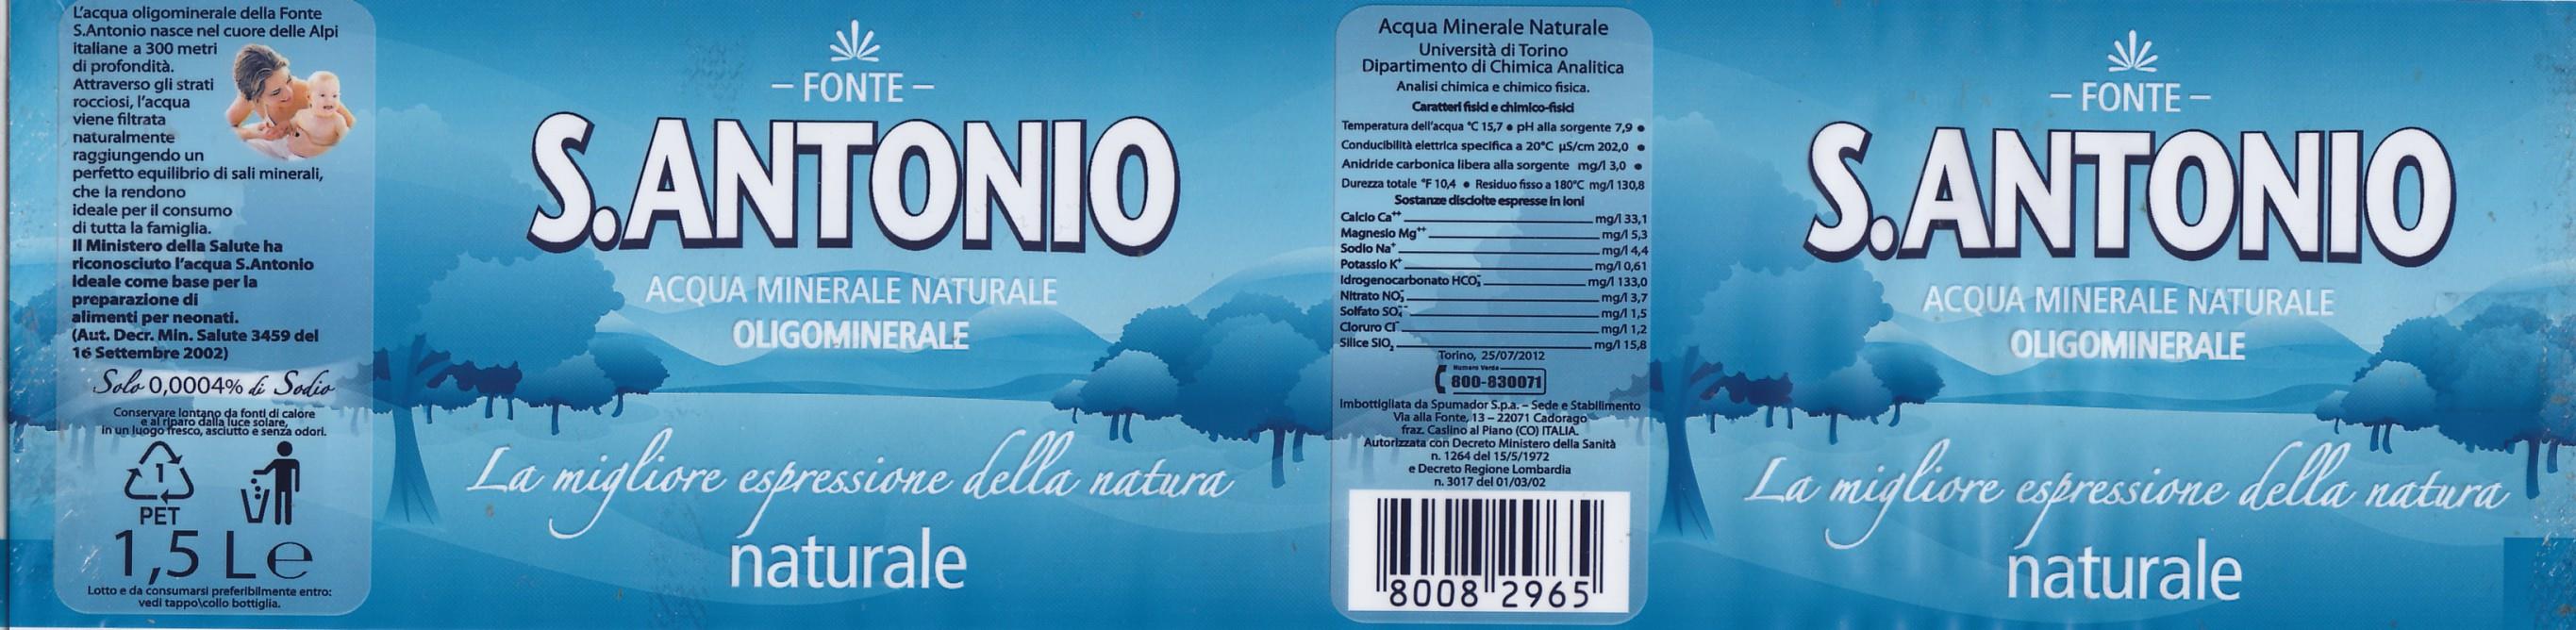 L'acqua oligominerale della Fonte
S.Antonio nasce nel cuore delle Alpi
italiane a 300 metri
di profondità.
Attraverso gli strati
rocciosi, l'acqua
viene filtrata
naturalmente
raggiungendo un
perfetto equilibrio di sali minerali,
che la rendono
ideale per il consumo
di tutta la famiglia.
Il Ministero della Salute ha
riconosciuto l'acqua S.Antonio
ideale come base per la
preparazione di
alimenti per neonati.
(Aut. Decr. Min. Salute 3459 del
16 Settembre 2002)
Solo 0,0004% di Sodio
Conservare lontano da fonti di calore
e al riparo dalla luce solare,
in un luogo fresco, asciutto e senza odori.
1
PET
1,5 L e
Lotto e da consumarsi preferibilmente entro:
vedi tappo\collo bottiglia.
– FONTE –
S.ANTONIO
ACQUA MINERALE NATURALE
OLIGOMINERALE
La migliore espressione della natura
naturale
Acqua Minerale Naturale
Università di Torino
Dipartimento di Chimica Analitica
Analisi chimica e chimico fisica.
Caratteri fisici e chimico-fisici
Temperatura dell'acqua °C 15,7 • pH alla sorgente 7,9 •
Conducibilità elettrica specifica a 20°C µS/cm 202,0 •
Anidride carbonica libera alla sorgente mg/l 3,0 •
Durezza totale °F 10,4 • Residuo fisso a 180°C mg/l 130,8
Sostanze disciolte espresse in ioni
Calcio Ca⁺⁺ mg/l 33,1
Magnesio Mg⁺⁺ mg/l 5,3
Sodio Na⁺ mg/l 4,4
Potassio K⁺ mg/l 0,61
Idrogenocarbonato HCO₃⁻ mg/l 133,0
Nitrato NO₃⁻ mg/l 3,7
Solfato SO₄⁻⁻ mg/l 1,5
Cloruro Cl⁻ mg/l 1,2
Silice SiO₂ mg/l 15,8
Torino, 25/07/2012
Numero Verde
800-830071
Imbottigliata da Spumador S.p.a. – Sede e Stabilimento
Via alla Fonte, 13 – 22071 Cadorago
fraz. Caslino al Piano (CO) ITALIA.
Autorizzata con Decreto Ministero della Sanità
n. 1264 del 15/5/1972
e Decreto Regione Lombardia
n. 3017 del 01/03/02
8008 2965
– FONTE –
S.ANTONIO
ACQUA MINERALE NATURALE
OLIGOMINERALE
La migliore espressione della natura
naturale